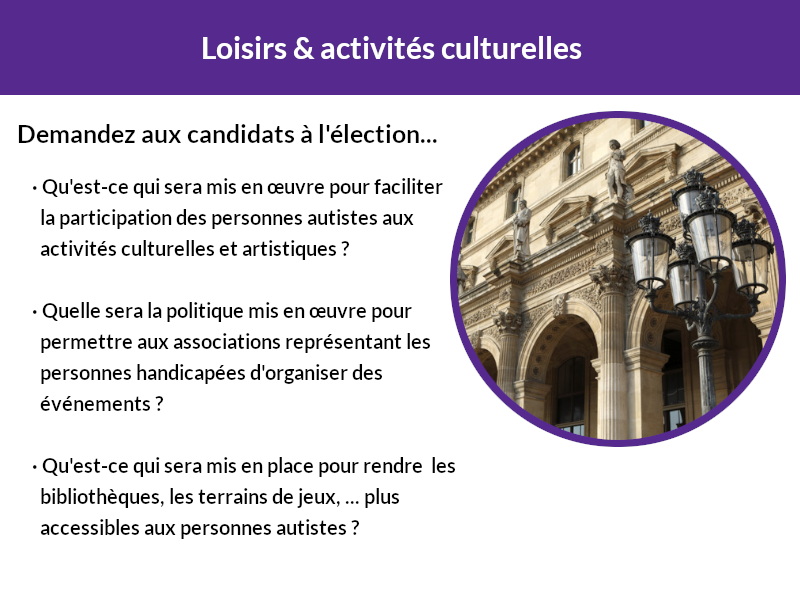 Loisirs & activités culturelles
Demandez aux candidats à l'élection...
· Qu'est-ce qui sera mis en œuvre pour faciliter
la participation des personnes autistes aux
activités culturelles et artistiques ?
· Quelle sera la politique mis en œuvre pour
permettre aux associations représentant les
personnes handicapées d'organiser des
événements ?
· Qu'est-ce qui sera mis en place pour rendre  les
bibliothèques, les terrains de jeux, ... plus
accessibles aux personnes autistes ?